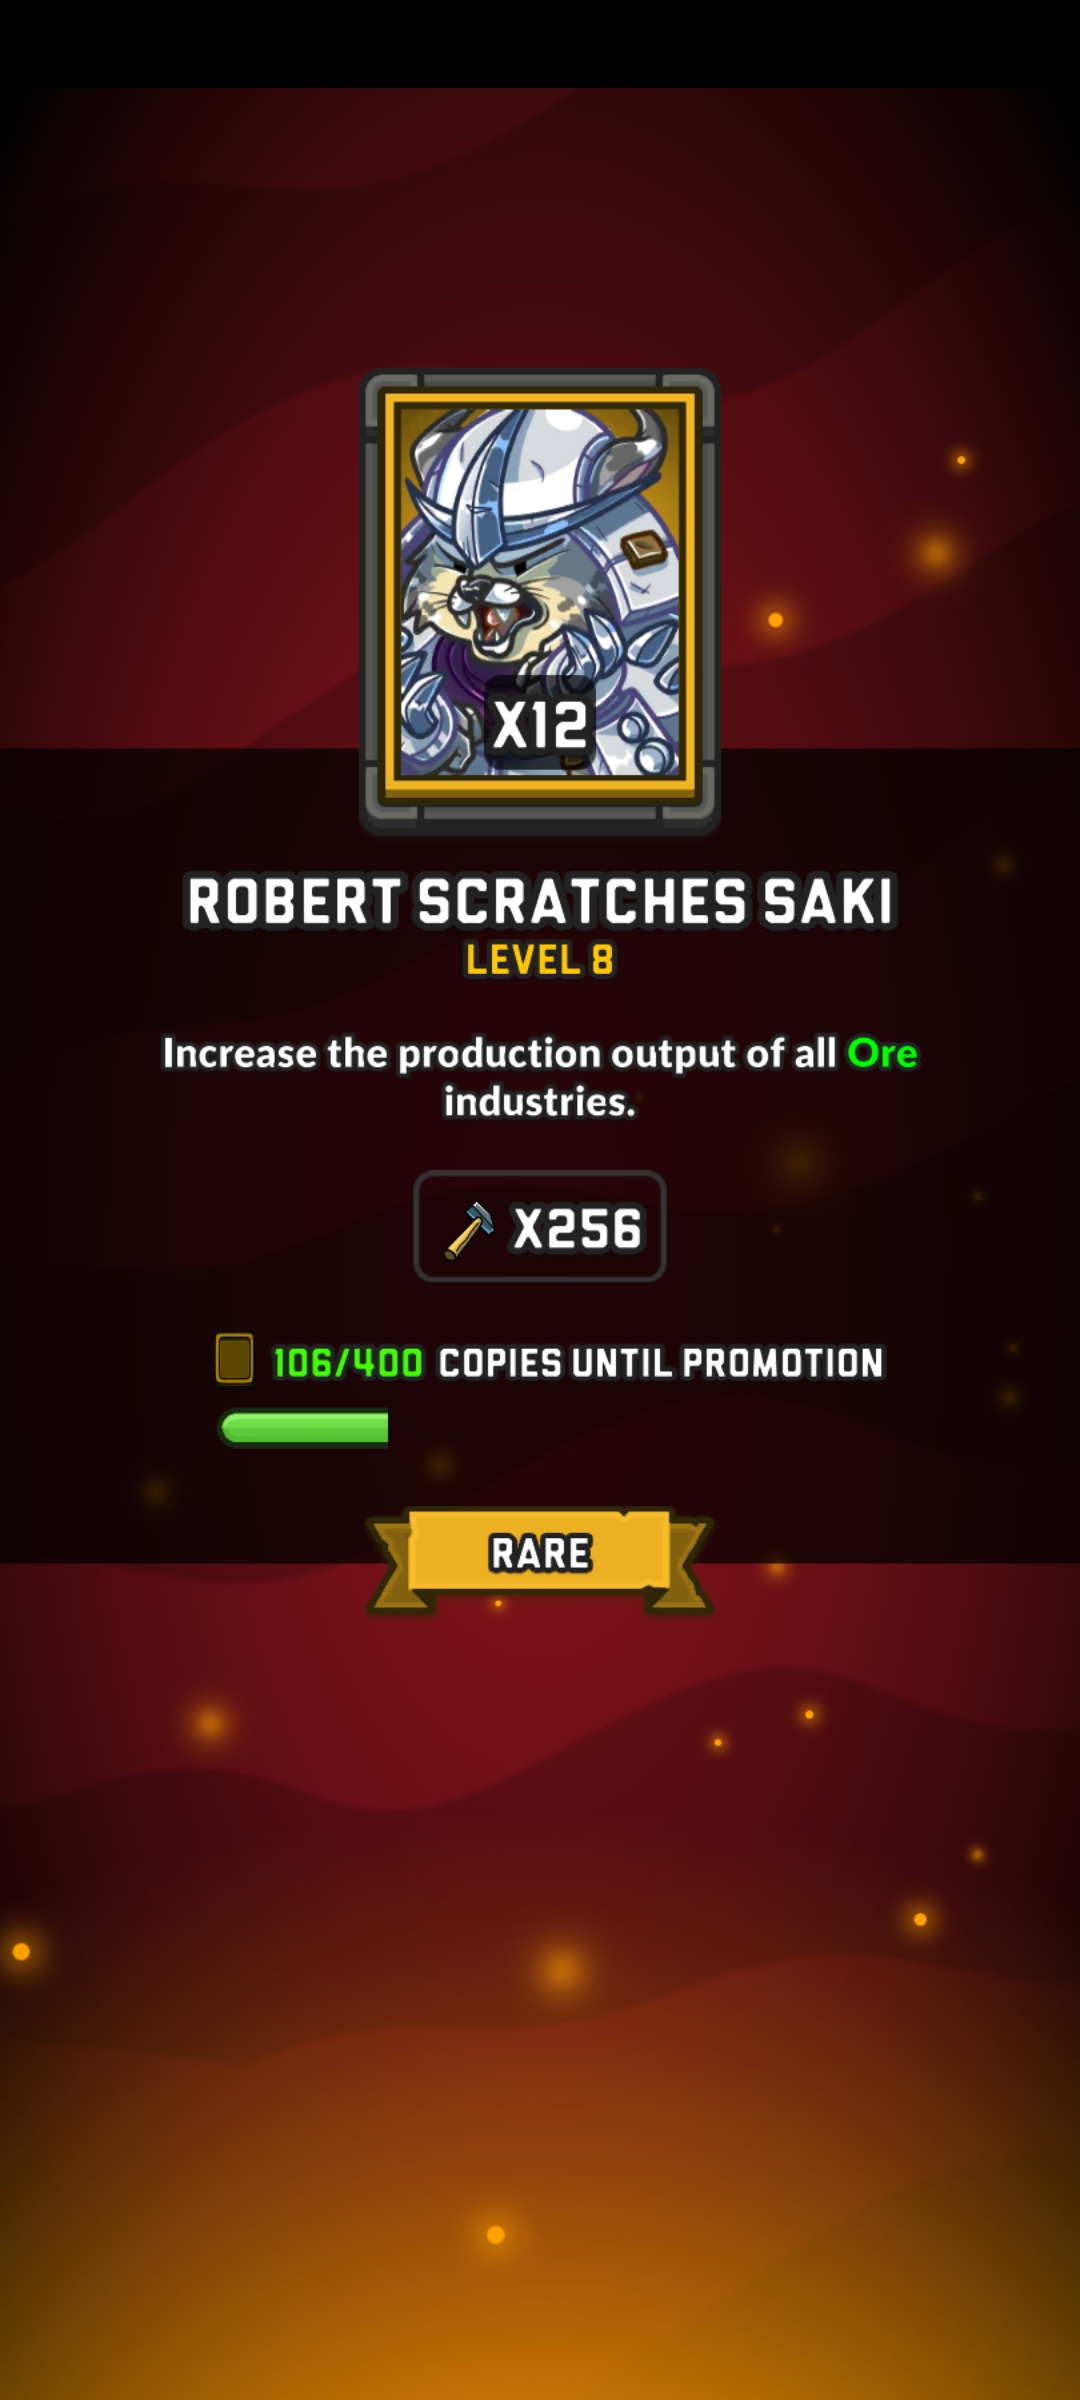 X12
ROBERT SCRATCHES SAKI
LEVEL 8
Increase the production output of all Ore
industries.
X256
106/400 COPIES UNTIL PROMOTION
RARE